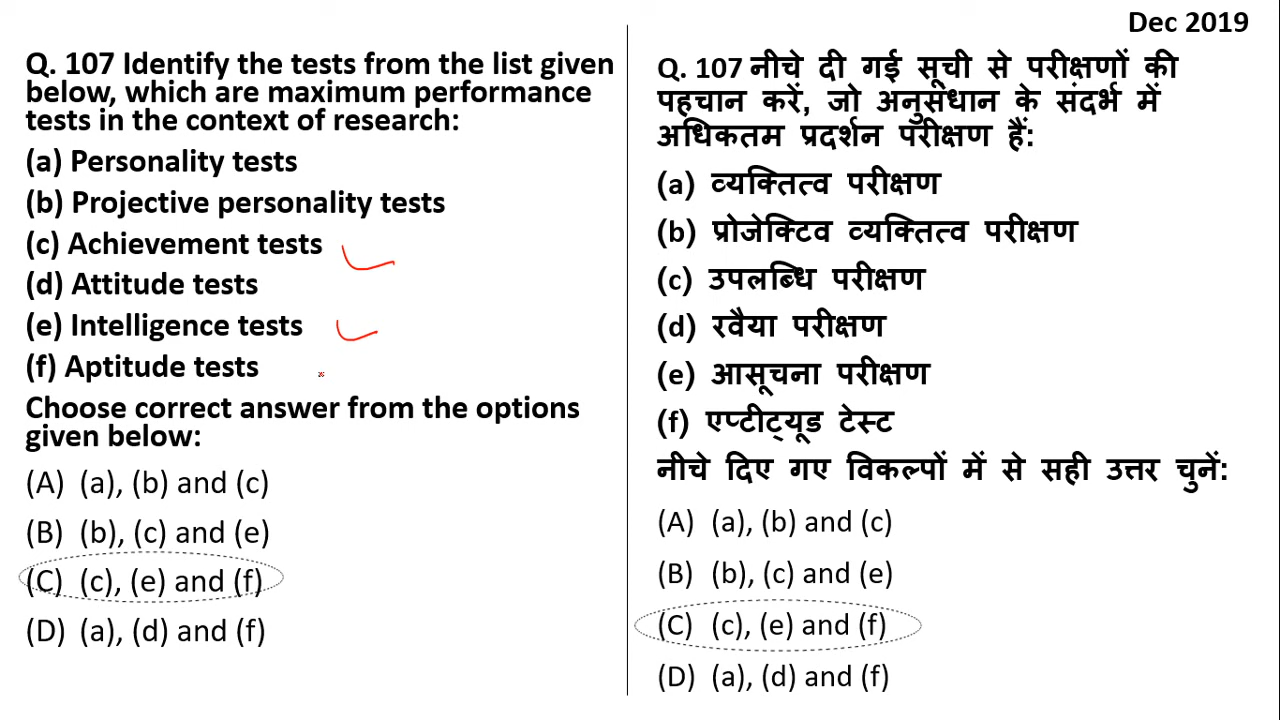 Dec 2019
Q. 107 Identify the tests from the list given
below, which are maximum performance
tests in the context of research:
(a) Personality tests
(b) Projective personality tests
(c) Achievement tests
(d) Attitude tests
(e) Intelligence tests
(f) Aptitude tests
Choose correct answer from the options
given below:
(A) (a), (b) and (c)
(B) (b), (c) and (e)
(C) (c), (e) and (f)
(D) (a), (d) and (f)
Q. 107 नीचे दी गई सूची से परीक्षणों की
पहचान करें, जो अनुसंधान के संदर्भ में
अधिकतम प्रदर्शन परीक्षण हैं:
(a) व्यक्तित्व परीक्षण
(b) प्रोजेक्टिव व्यक्तित्व परीक्षण
(c) उपलब्धि परीक्षण
(d) रवैया परीक्षण
(e) आसूचना परीक्षण
(f) एप्टीट्यूड टेस्ट
नीचे दिए गए विकल्पों में से सही उत्तर चुनें:
(A) (a), (b) and (c)
(B) (b), (c) and (e)
(C) (c), (e) and (f)
(D) (a), (d) and (f)